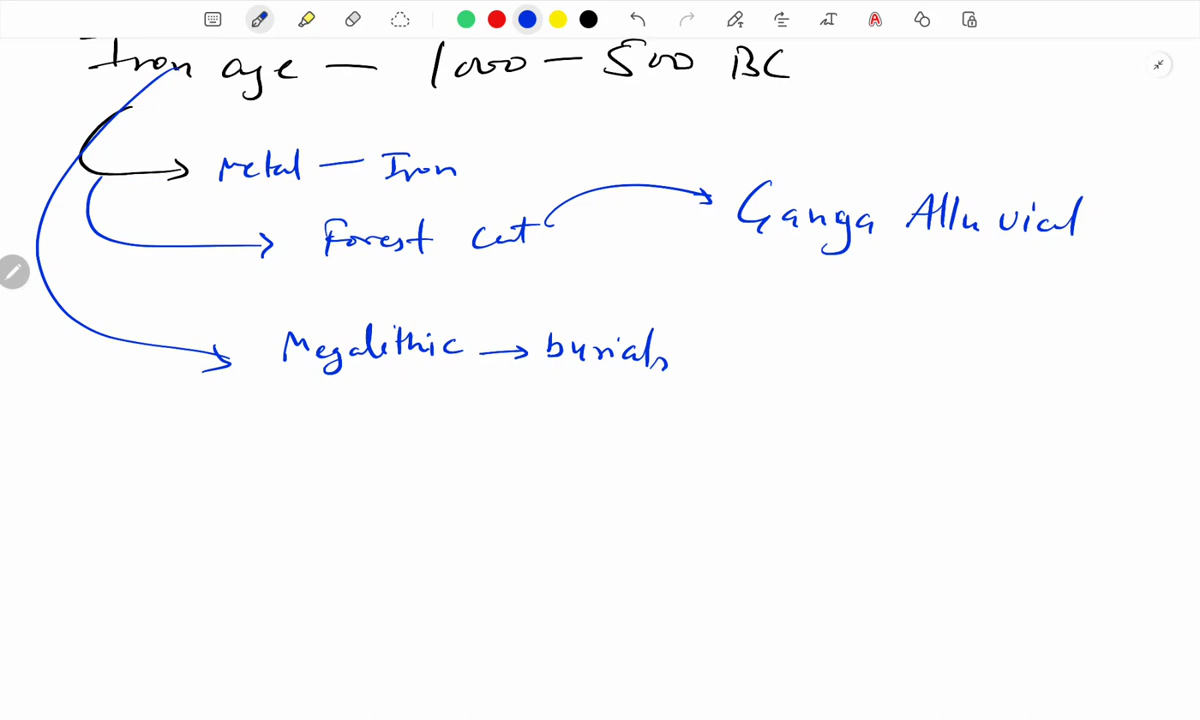 Iron age — 1000 — 500 BC
Metal — Iron
Forest cut → Ganga Alluvial
Megalithic → burials